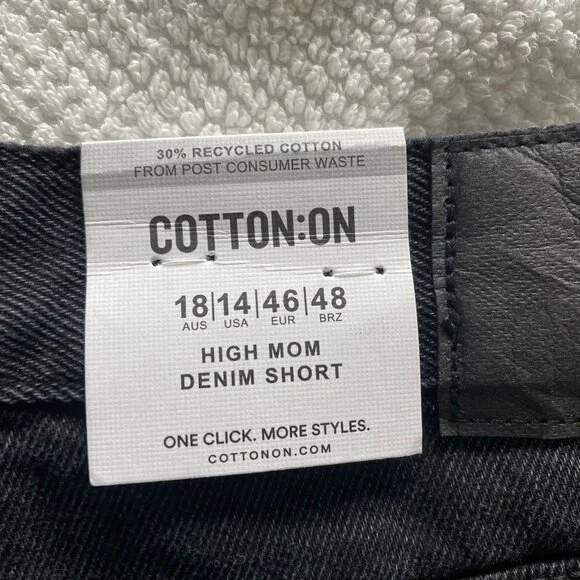 30% RECYCLED COTTON
FROM POST CONSUMER WASTE
COTTON:ON
18|14|46|48
AUS USA EUR BRZ
HIGH MOM
DENIM SHORT
ONE CLICK. MORE STYLES.
COTTONON.COM